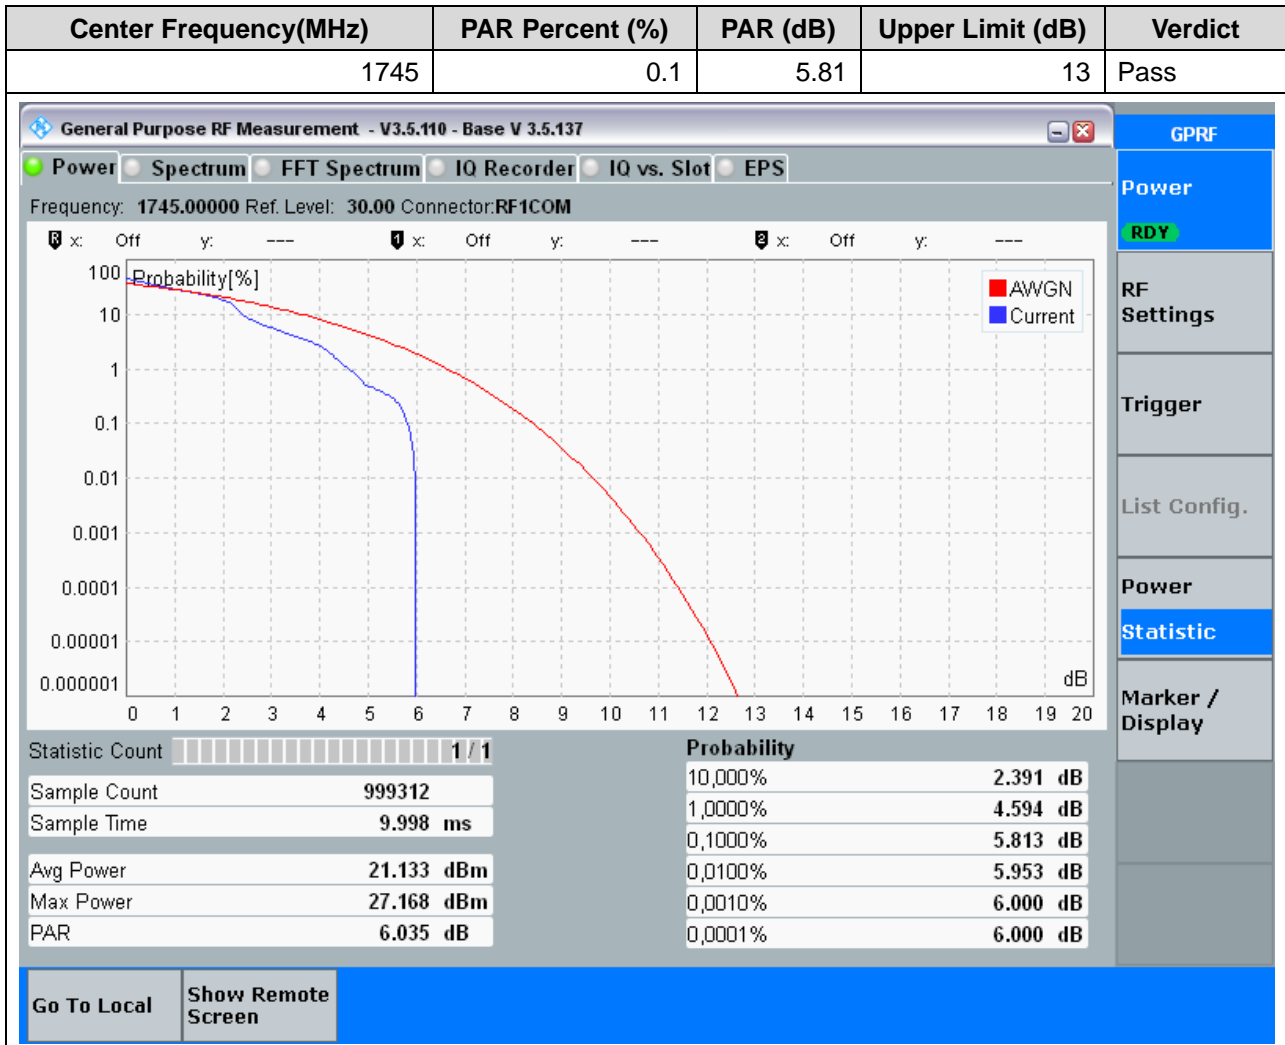 Center Frequency(MHz) PAR Percent (%) PAR (dB) Upper Limit (dB) Verdict
1745 0.1 5.81 13 Pass
General Purpose RF Measurement - V3.5.110 - Base V 3.5.137
GPRF
Power Spectrum FFT Spectrum IQ Recorder IQ vs. Slot EPS
Power
RDY
Frequency: 1745.00000 Ref. Level: 30.00 Connector:RF1COM
R x: Off y: --- 1 x: Off y: --- 2 x: Off y: ---
Probability[%]
AWGN
Current
100
10
1
0.1
0.01
0.001
0.0001
0.00001
0.000001
dB
0 1 2 3 4 5 6 7 8 9 10 11 12 13 14 15 16 17 18 19 20
RF
Settings
Trigger
List Config.
Power
Statistic
Marker /
Display
Statistic Count 1 / 1
Sample Count 999312
Sample Time 9.998 ms
Avg Power 21.133 dBm
Max Power 27.168 dBm
PAR 6.035 dB
Probability
10,000% 2.391 dB
1,0000% 4.594 dB
0,1000% 5.813 dB
0,0100% 5.953 dB
0,0010% 6.000 dB
0,0001% 6.000 dB
Go To Local
Show Remote
Screen